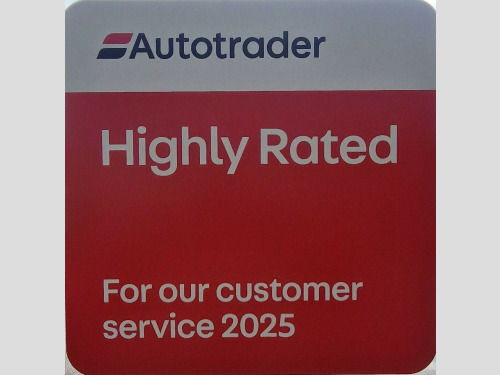 Autotrader
Highly Rated
For our customer
service 2025